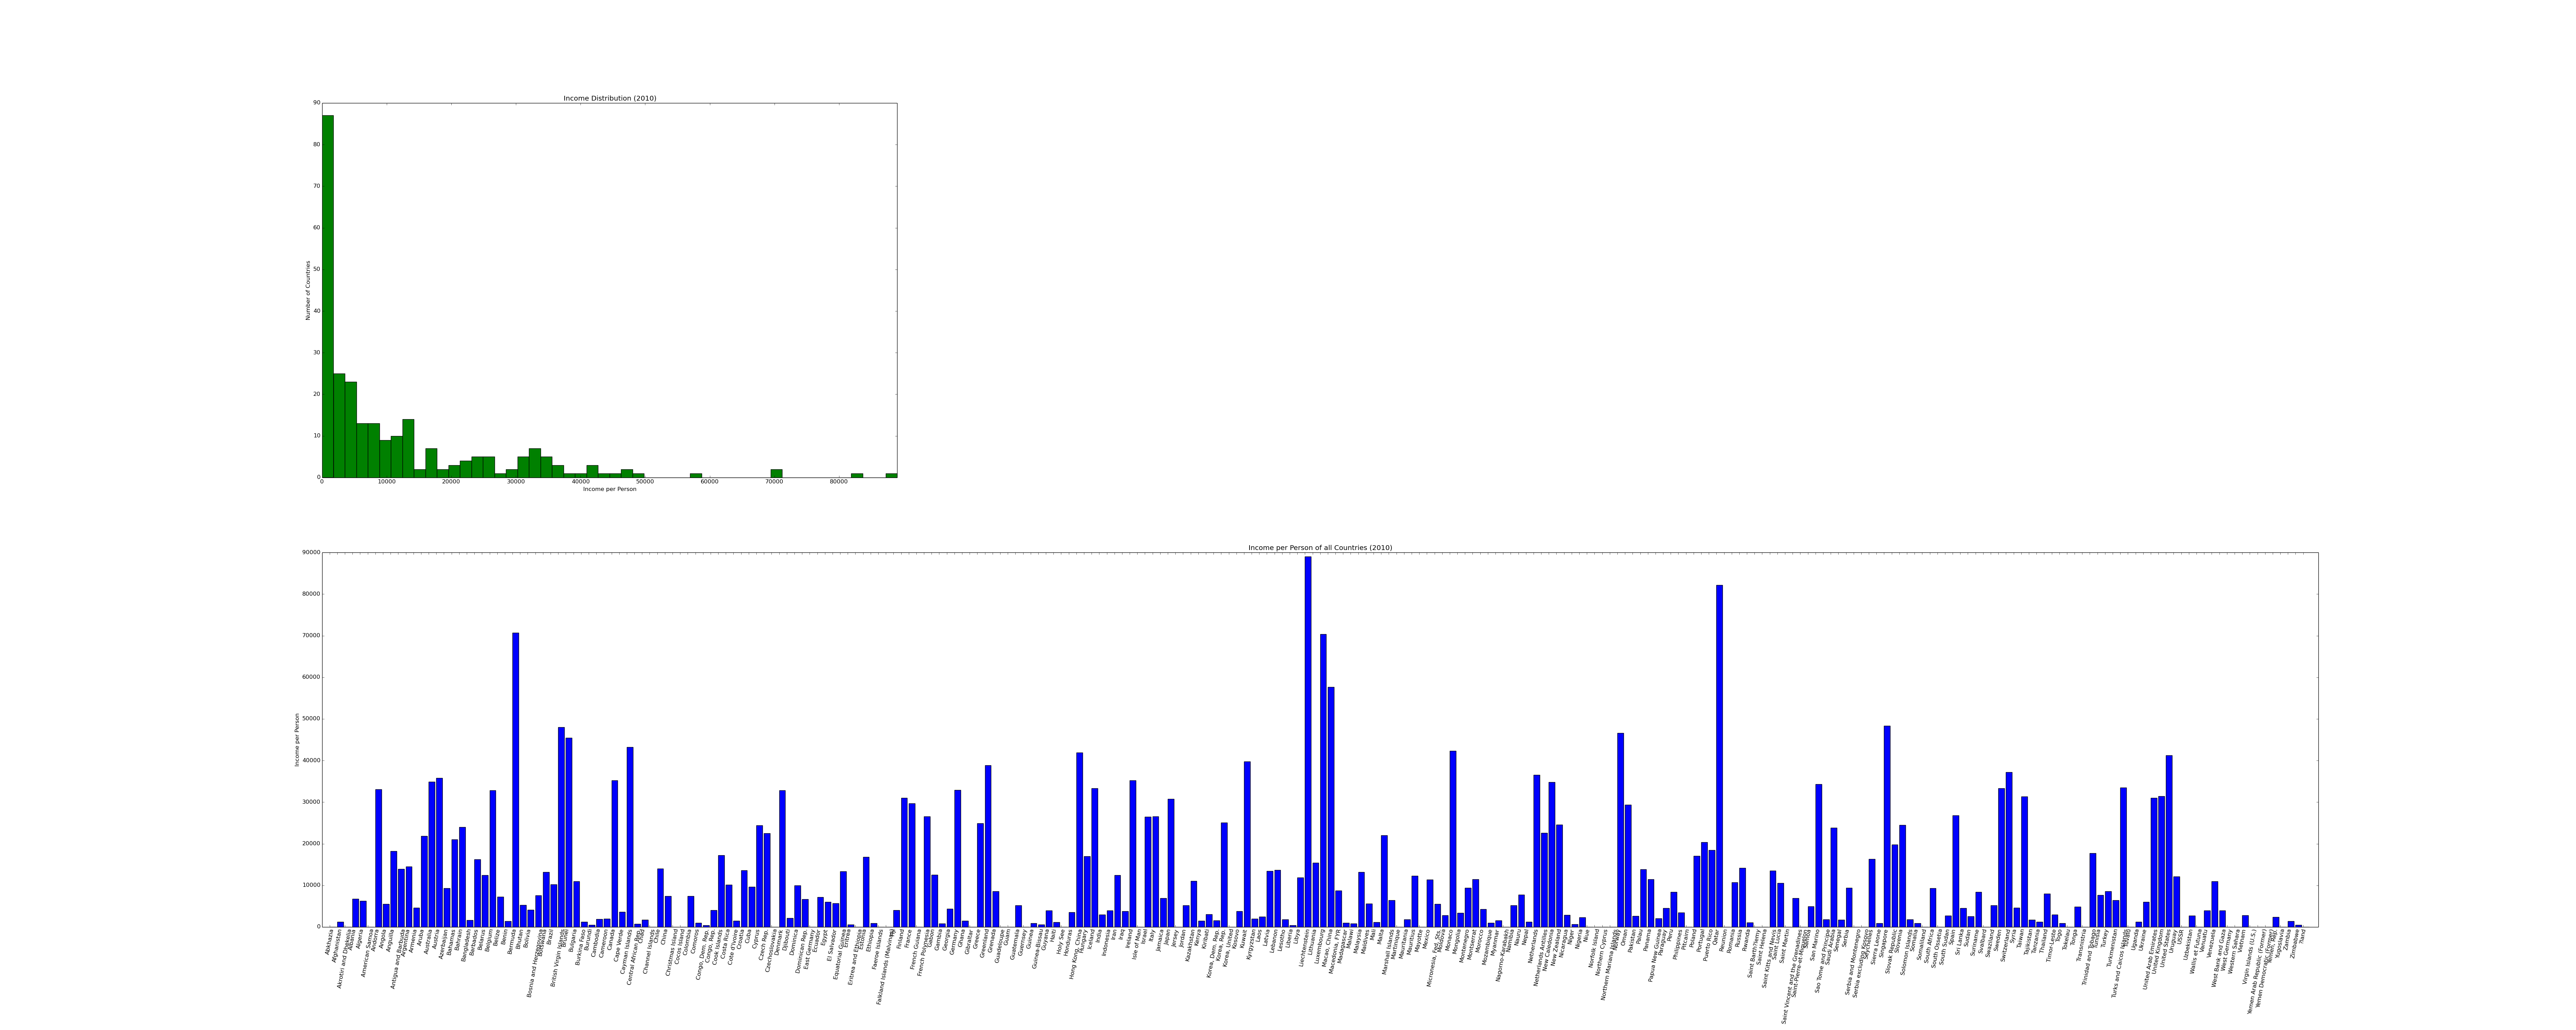 Income Distribution (2010)
90
80
70
60
50
40
30
20
10
0
Number of Countries
0 10000 20000 30000 40000 50000 60000 70000 80000
Income per Person
Income per Person of all Countries (2010)
90000
80000
70000
60000
50000
40000
30000
20000
10000
0
Income per Person
Abkhazia
Afghanistan
Akrotiri and Dhekelia
Albania
Algeria
American Samoa
Andorra
Angola
Anguilla
Antigua and Barbuda
Argentina
Armenia
Aruba
Australia
Austria
Azerbaijan
Bahamas
Bahrain
Bangladesh
Barbados
Belarus
Belgium
Belize
Benin
Bermuda
Bhutan
Bolivia
Bosnia and Herzegovina
Botswana
Brazil
British Virgin Islands
Brunei
Bulgaria
Burkina Faso
Burundi
Cambodia
Cameroon
Canada
Cape Verde
Cayman Islands
Central African Rep.
Chad
Channel Islands
Chile
China
Christmas Island
Cocos Island
Colombia
Comoros
Congo, Dem. Rep.
Congo, Rep.
Cook Islands
Costa Rica
Cote d'Ivoire
Croatia
Cuba
Cyprus
Czech Rep.
Czechoslovakia
Denmark
Djibouti
Dominica
Dominican Rep.
East Germany
Ecuador
Egypt
El Salvador
Equatorial Guinea
Eritrea
Eritrea and Ethiopia
Estonia
Ethiopia
Faeroe Islands
Falkland Islands (Malvinas)
Fiji
Finland
France
French Guiana
French Polynesia
Gabon
Gambia
Georgia
Germany
Ghana
Gibraltar
Greece
Greenland
Grenada
Guadeloupe
Guam
Guatemala
Guernsey
Guinea
Guinea-Bissau
Guyana
Haiti
Holy See
Honduras
Hong Kong, China
Hungary
Iceland
India
Indonesia
Iran
Iraq
Ireland
Isle of Man
Israel
Italy
Jamaica
Japan
Jersey
Jordan
Kazakhstan
Kenya
Kiribati
Korea, Dem. Rep.
Korea, Rep.
Korea, United
Kosovo
Kuwait
Kyrgyzstan
Laos
Latvia
Lebanon
Lesotho
Liberia
Libya
Liechtenstein
Lithuania
Luxembourg
Macao, China
Macedonia, FYR
Madagascar
Malawi
Malaysia
Maldives
Mali
Malta
Marshall Islands
Martinique
Mauritania
Mauritius
Mayotte
Mexico
Micronesia, Fed. Sts.
Moldova
Monaco
Mongolia
Montenegro
Montserrat
Morocco
Mozambique
Myanmar
Nagorno-Karabakh
Namibia
Nauru
Nepal
Netherlands
Netherlands Antilles
New Caledonia
New Zealand
Nicaragua
Niger
Nigeria
Niue
Norfolk Island
Northern Cyprus
Northern Mariana Islands
Norway
Oman
Pakistan
Palau
Panama
Papua New Guinea
Paraguay
Peru
Philippines
Pitcairn
Poland
Portugal
Puerto Rico
Qatar
Reunion
Romania
Russia
Rwanda
Saint Barthélemy
Saint Helena
Saint Kitts and Nevis
Saint Lucia
Saint Martin
Saint Vincent and the Grenadines
Saint-Pierre-et-Miquelon
Samoa
San Marino
Sao Tome and Principe
Saudi Arabia
Senegal
Serbia
Serbia and Montenegro
Serbia excluding Kosovo
Seychelles
Sierra Leone
Singapore
Slovak Republic
Slovenia
Solomon Islands
Somalia
Somaliland
South Africa
South Ossetia
South Sudan
Spain
Sri Lanka
Sudan
Suriname
Svalbard
Swaziland
Sweden
Switzerland
Syria
Taiwan
Tajikistan
Tanzania
Thailand
Timor-Leste
Togo
Tokelau
Tonga
Transnistria
Trinidad and Tobago
Tunisia
Turkey
Turkmenistan
Turks and Caicos Islands
Tuvalu
Uganda
Ukraine
United Arab Emirates
United Kingdom
United States
Uruguay
USSR
Uzbekistan
Wallis et Futuna
Vanuatu
Venezuela
West Bank and Gaza
West Germany
Western Sahara
Vietnam
Virgin Islands (U.S.)
Yemen Arab Republic (Former)
Yemen Democratic (Former)
Yemen, Rep.
Yugoslavia
Zambia
Zimbabwe
Åland